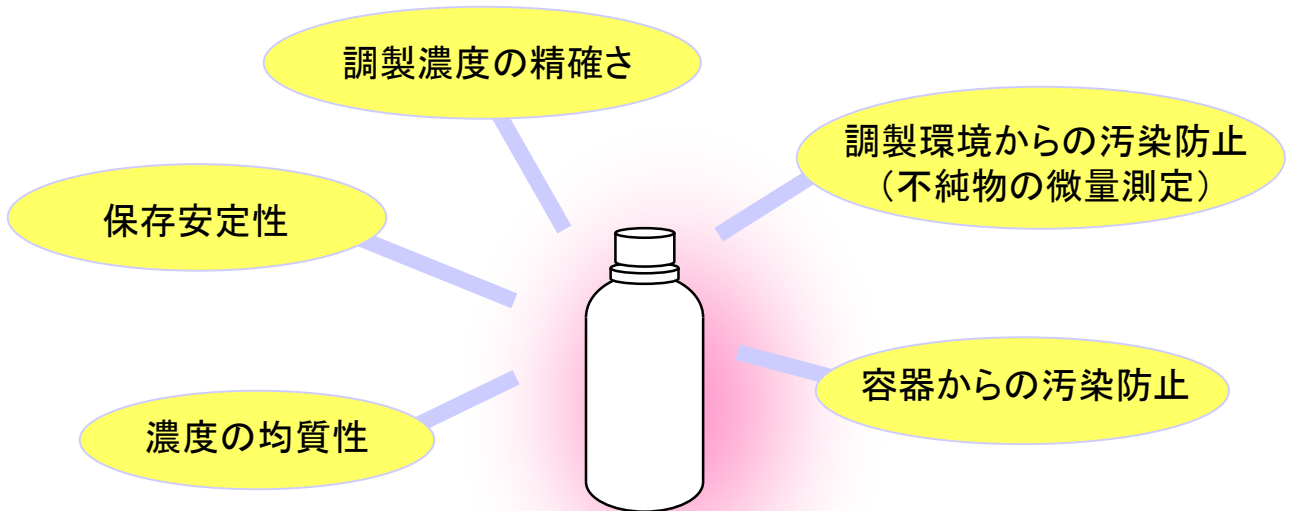 調製濃度の精確さ
調製環境からの汚染防止
（不純物の微量測定）
保存安定性
容器からの汚染防止
濃度の均質性